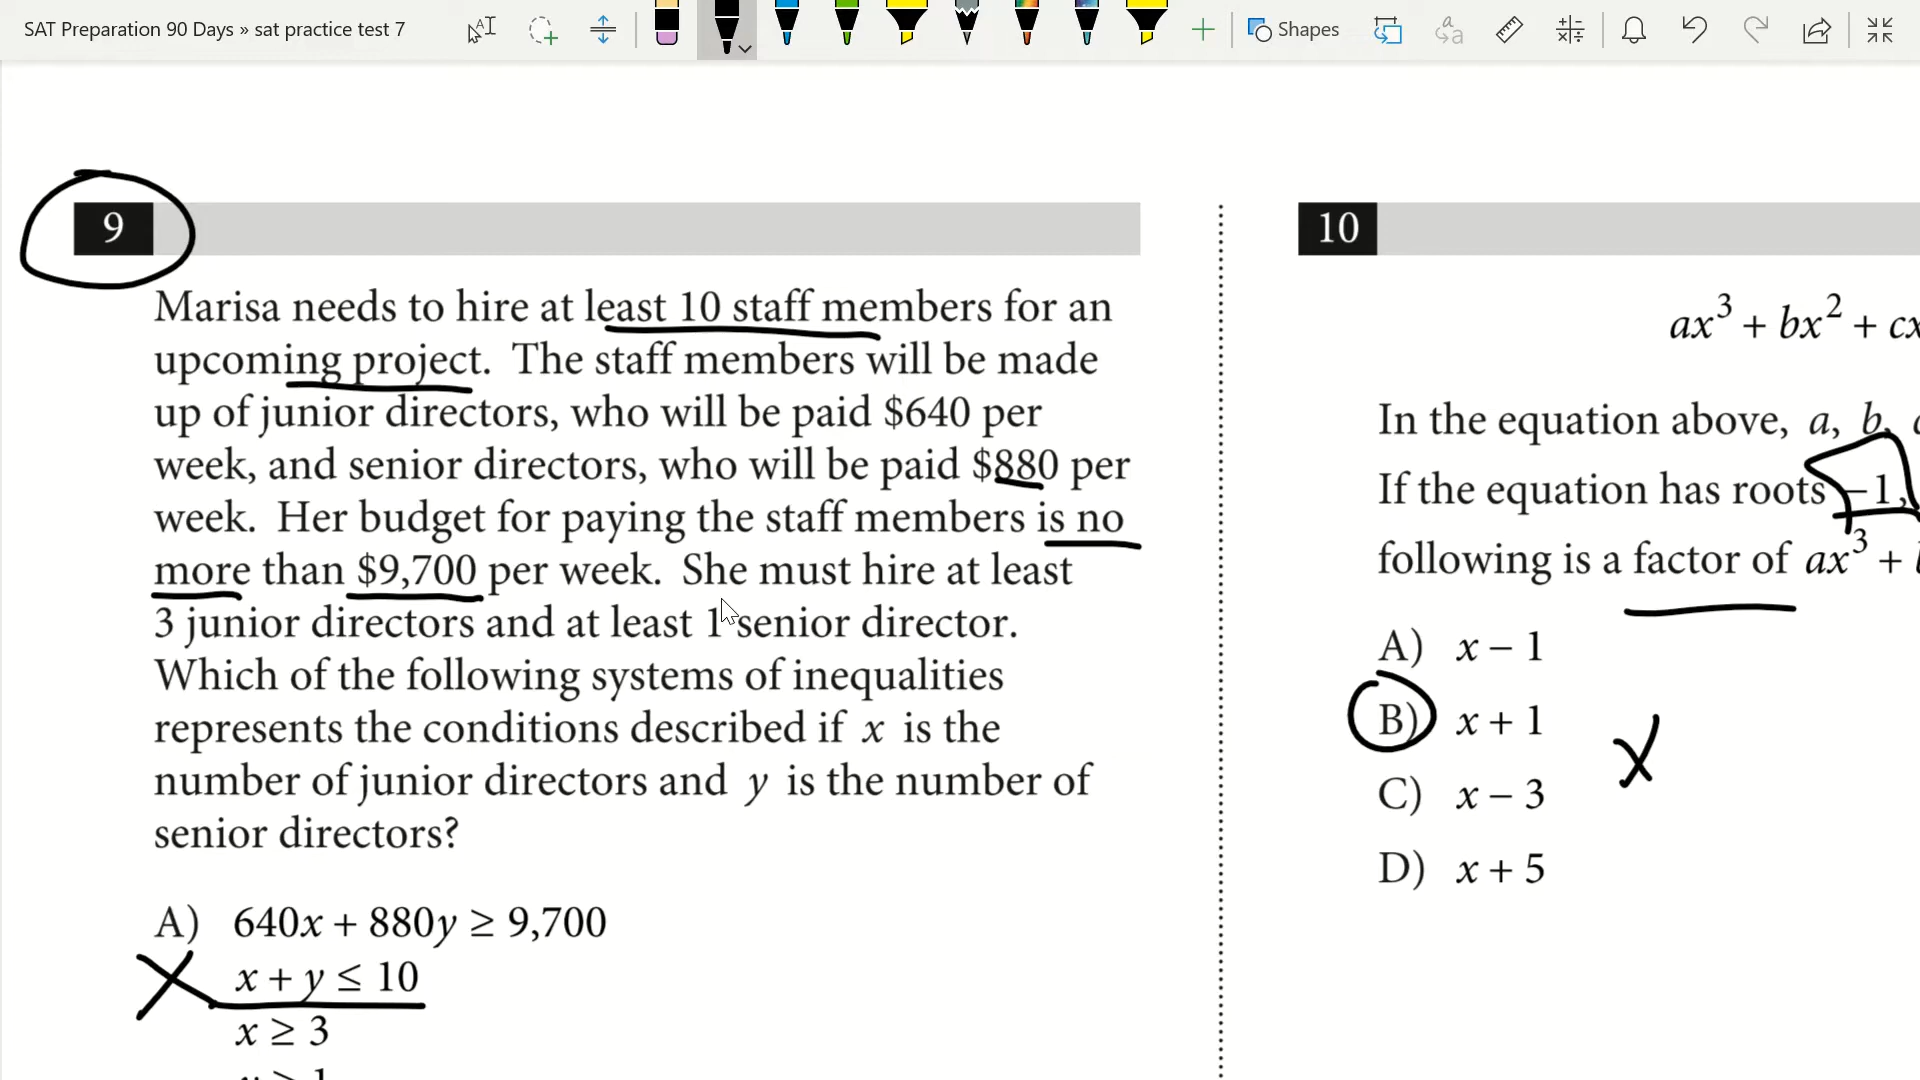 SAT Preparation 90 Days » sat practice test 7
Shapes
9
Marisa needs to hire at least 10 staff members for an
upcoming project. The staff members will be made
up of junior directors, who will be paid $640 per
week, and senior directors, who will be paid $880 per
week. Her budget for paying the staff members is no
more than $9,700 per week. She must hire at least
3 junior directors and at least 1 senior director.
Which of the following systems of inequalities
represents the conditions described if x is the
number of junior directors and y is the number of
senior directors?
A) 640x + 880y ≥ 9,700
x + y ≤ 10
x ≥ 3
10
ax³ + bx² + cx
In the equation above, a, b,
If the equation has roots −1,
following is a factor of ax³ +
A) x − 1
B) x + 1
C) x − 3
D) x + 5
x